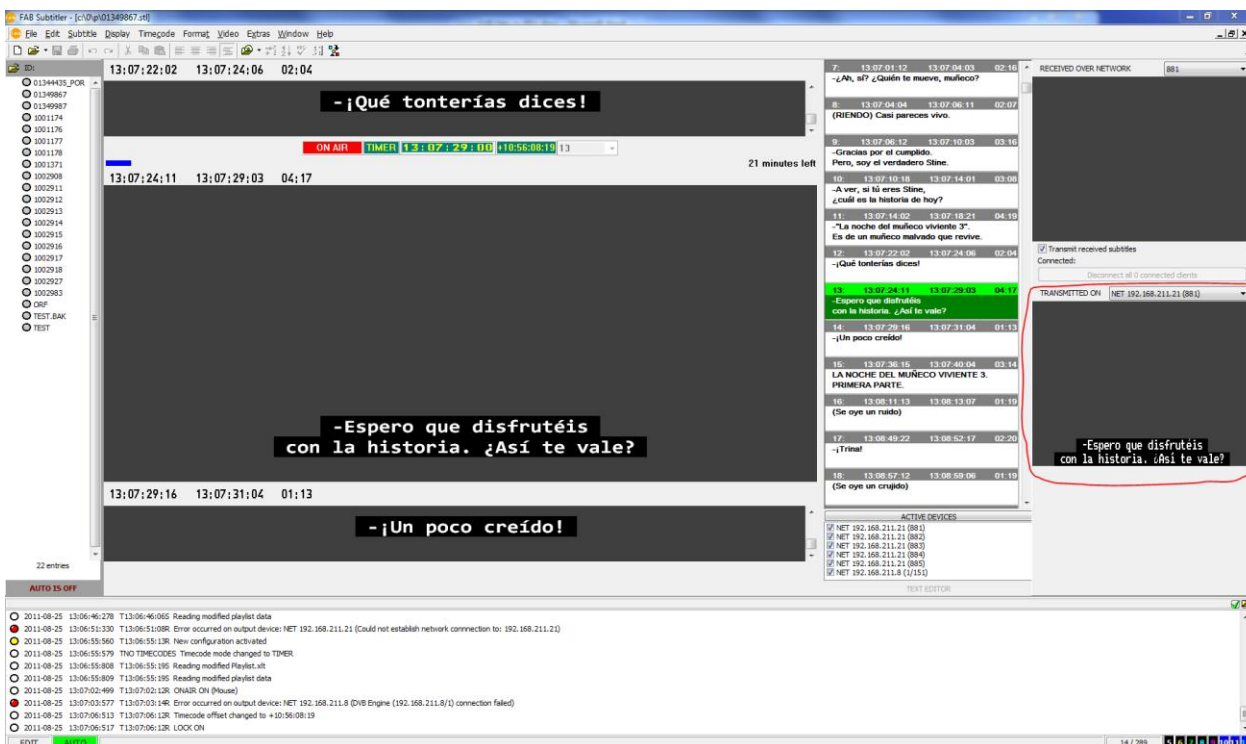 FAB Subtitler - [c:\0\p\01349867.stl]
File Edit Subtitle Display Timecode Format Video Extras Window Help
ID:
01344435_POR
01349867
01349987
1001174
1001176
1001177
1001178
1001371
1002908
1002911
1002912
1002913
1002914
1002915
1002916
1002917
1002918
1002927
1002983
ORF
TEST.BAK
TEST
22 entries
AUTO 15 OFF
13:07:22:02 13:07:24:06 02:04
-¡Qué tonterías dices!
ON AIR TIMER 13:07:29:00 +10:56:08:19 13
21 minutes left
13:07:24:11 13:07:29:03 04:17
-Espero que disfrutéis
con la historia. ¿Así te vale?
13:07:29:16 13:07:31:04 01:13
-¡Un poco creído!
7: 13:07:01:12 13:07:04:03 02:16
-¿Ah, sí? ¿Quién te mueve, muñeco?
8: 13:07:04:04 13:07:06:11 02:07
(RIENDO) Casi pareces vivo.
9: 13:07:06:12 13:07:10:03 03:16
-Gracias por el cumplido.
Pero, soy el verdadero Stine.
10: 13:07:10:18 13:07:14:01 03:08
-A ver, si tú eres Stine,
¿cuál es la historia de hoy?
11: 13:07:14:02 13:07:18:21 04:19
-"La noche del muñeco viviente 3".
Es de un muñeco malvado que revive.
12: 13:07:22:02 13:07:24:06 02:04
-¡Qué tonterías dices!
13: 13:07:24:11 13:07:29:03 04:17
-Espero que disfrutéis
con la historia. ¿Así te vale?
14: 13:07:29:16 13:07:31:04 01:13
-¡Un poco creído!
15: 13:07:36:15 13:07:40:04 03:14
LA NOCHE DEL MUÑECO VIVIENTE 3.
PRIMERA PARTE.
16: 13:08:11:13 13:08:13:07 01:19
(Se oye un ruido)
17: 13:08:49:22 13:08:52:17 02:20
-¡Trina!
18: 13:08:57:12 13:08:59:06 01:19
(Se oye un crujido)
ACTIVE DEVICES
NET 192.168.211.21 (881)
NET 192.168.211.21 (882)
NET 192.168.211.21 (883)
NET 192.168.211.21 (884)
NET 192.168.211.21 (885)
NET 192.168.211.8 (1/151)
TEXT EDITOR
RECEIVED OVER NETWORK 881
Transmit received subtitles
Connected:
Disconnect all 0 connected clients
TRANSMITTED ON NET 192.168.211.21 (881)
-Espero que disfrutéis
con la historia. ¿Así te vale?
2011-08-25 13:06:46:278 T13:06:46:06S Reading modified playlist data
2011-08-25 13:06:51:330 T13:06:51:08R Error occurred on output device: NET 192.168.211.21 (Could not establish network connnection to: 192.168.211.21)
2011-08-25 13:06:55:560 T13:06:55:13R New configuration activated
2011-08-25 13:06:55:579 TNO TIMECODES Timecode mode changed to TIMER
2011-08-25 13:06:55:808 T13:06:55:19S Reading modified Playlist.xlt
2011-08-25 13:06:55:809 T13:06:55:19S Reading modified playlist data
2011-08-25 13:07:02:499 T13:07:02:12R ONAIR ON (Mouse)
2011-08-25 13:07:03:577 T13:07:03:14R Error occurred on output device: NET 192.168.211.8 (DVB Engine (192.168.211.8/1) connection failed)
2011-08-25 13:07:06:513 T13:07:06:12R Timecode offset changed to +10:56:08:19
2011-08-25 13:07:06:517 T13:07:06:12R LOCK ON
EDIT AUTO 14 / 289 5 6 7 8 9 10 11